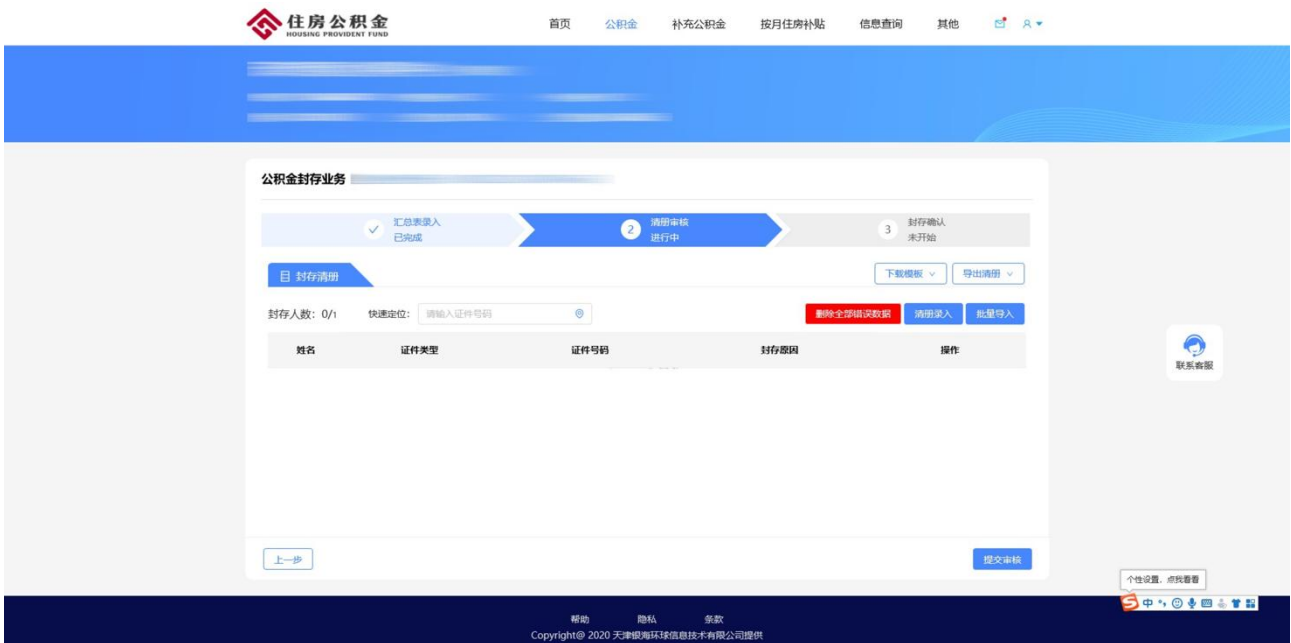 住房公积金
HOUSING PROVIDENT FUND
首页 公积金 补充公积金 按月住房补贴 信息查询 其他
公积金封存业务
汇总表录入 清册审核 封存确认
2 3
已完成 进行中 未开始
封存清册 下载模板 导出清册
封存人数：0/1 快速定位： 请输入证件号码 删除全部错误数据 清册录入 批量导入
姓名 证件类型 证件号码 封存原因 操作
联系客服
上一步 提交审核
个性设置，点我看看
S 中
帮助 隐私 条款
Copyright@ 2020 天津银海环球信息技术有限公司提供